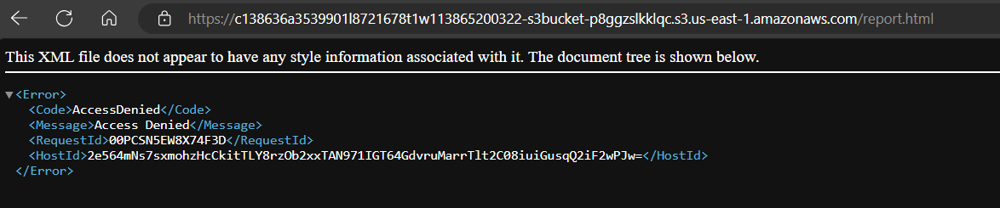 https://c138636a3539901l8721678t1w113865200322-s3bucket-p8ggzslkklqc.s3.us-east-1.amazonaws.com/report.html
This XML file does not appear to have any style information associated with it. The document tree is shown below.
▼<Error>
<Code>AccessDenied</Code>
<Message>Access Denied</Message>
<RequestId>00PCSN5EW8X74F3D</RequestId>
<HostId>2e564mNs7sxmohzHcCkitTLY8rzOb2xxTAN971IGT64GdvruMarrTlt2C08iuiGusqQ2iF2wPJw=</HostId>
</Error>